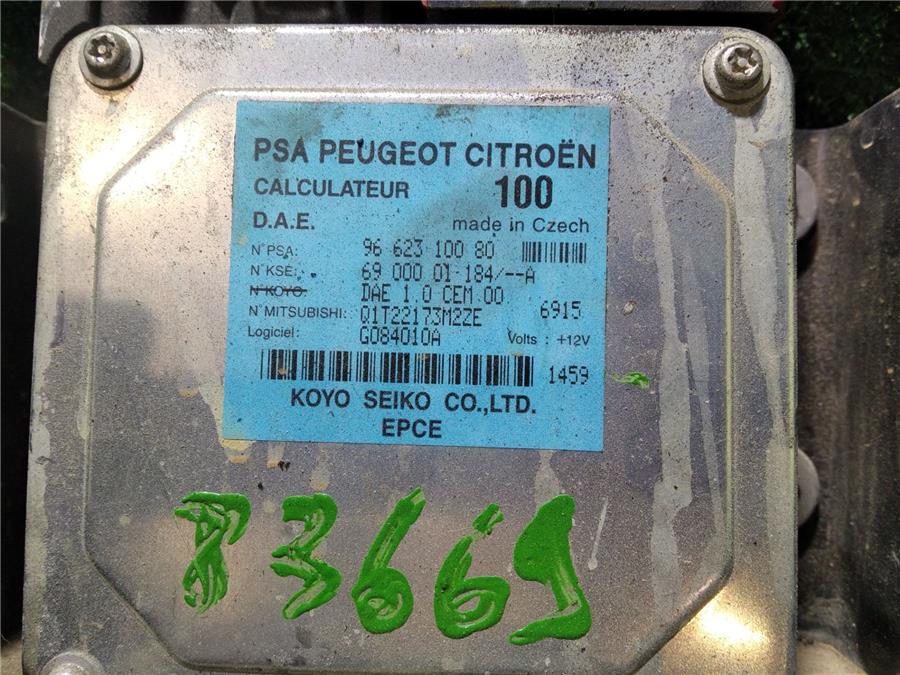 PSA PEUGEOT CITROËN
CALCULATEUR 100
D.A.E. made in Czech
N°PSA: 96 623 100 80
N°KSE: 69 000 01 184/--A
N°KOYO: DAE 1.0 CEM 00
N°MITSUBISHI: Q1T22173M2ZE 6915
Logiciel: G084010A Volts : +12V
1459
KOYO SEIKO CO.,LTD.
EPCE
83669